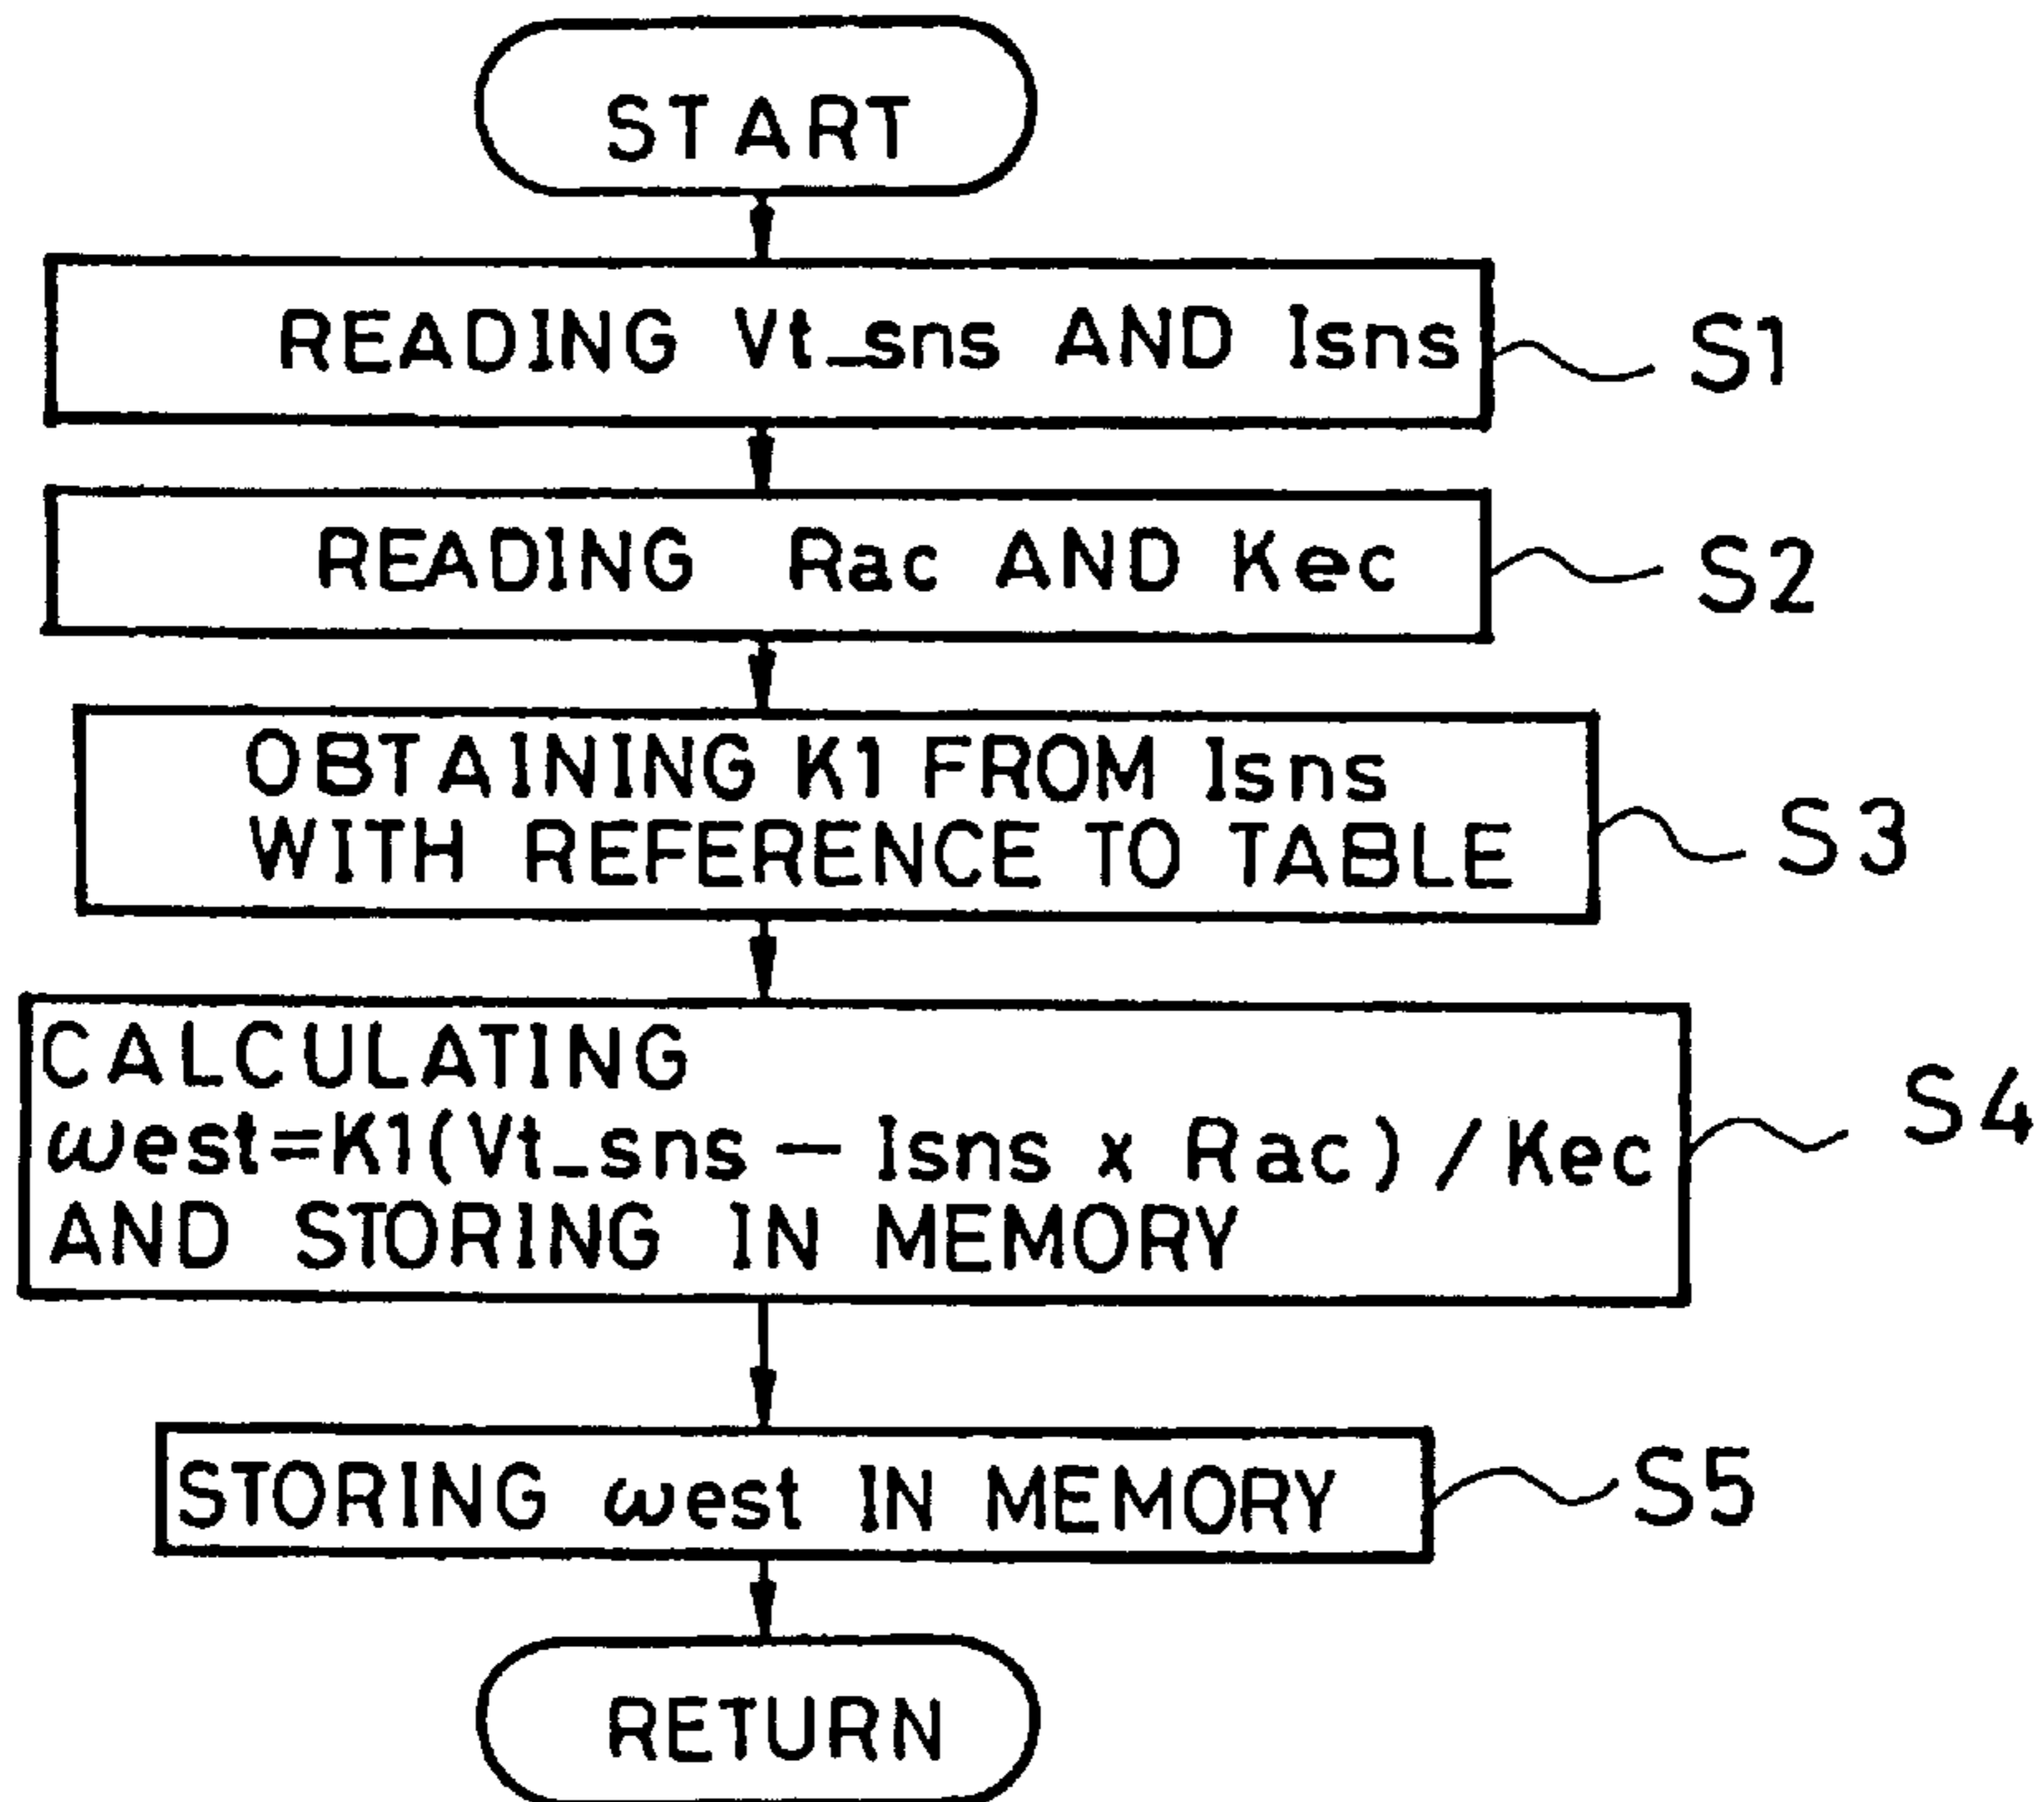 START
READING Vt_sns AND Isns
S1
READING Rac AND Kec
S2
OBTAINING K1 FROM Isns
WITH REFERENCE TO TABLE
S3
CALCULATING
ωest=K1(Vt_sns - Isns x Rac)/Kec
AND STORING IN MEMORY
S4
STORING ωest IN MEMORY
S5
RETURN